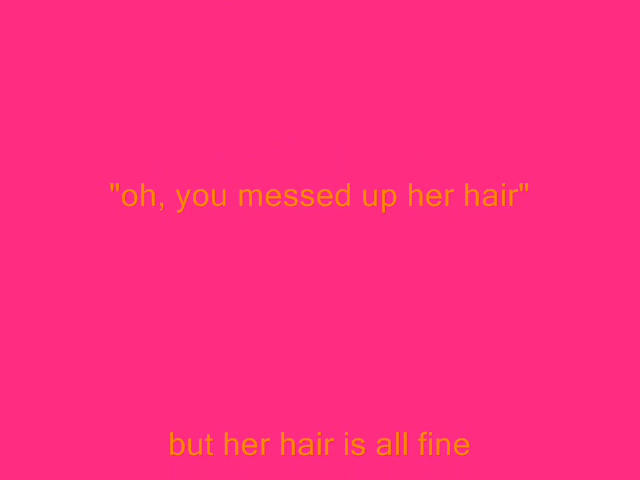 "oh, you messed up her hair"
but her hair is all fine